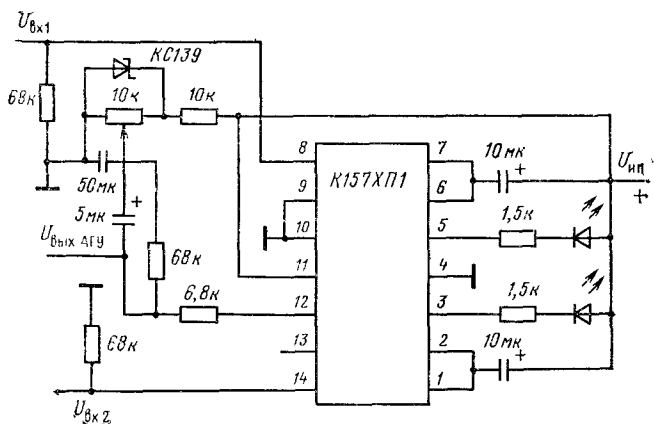 Uвх1
КС139
68к
10к
10к
50мк
5мк
Uвых АГУ
68к
6,8к
68к
Uвх2
К157ХП1
8
9
10
11
12
13
14
7
6
5
4
3
2
1
10мк
+
Uип
+
1,5к
1,5к
10мк
+
+